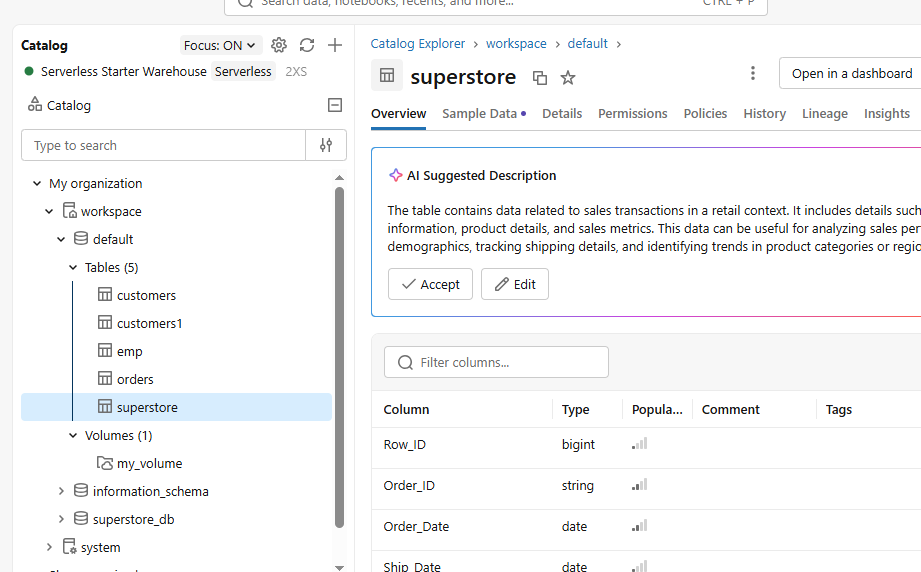 Search data, notebooks, recents, and more...
CTRL + P
Catalog
Focus: ON
Serverless Starter Warehouse Serverless 2XS
Catalog
Type to search
My organization
workspace
default
Tables (5)
customers
customers1
emp
orders
superstore
Volumes (1)
my_volume
information_schema
superstore_db
system
Catalog Explorer > workspace > default >
superstore
Open in a dashboard
Overview Sample Data Details Permissions Policies History Lineage Insights
AI Suggested Description
The table contains data related to sales transactions in a retail context. It includes details such
information, product details, and sales metrics. This data can be useful for analyzing sales per
demographics, tracking shipping details, and identifying trends in product categories or regio
Accept Edit
Filter columns...
Column Type Popula... Comment Tags
Row_ID bigint
Order_ID string
Order_Date date
Ship_Date date